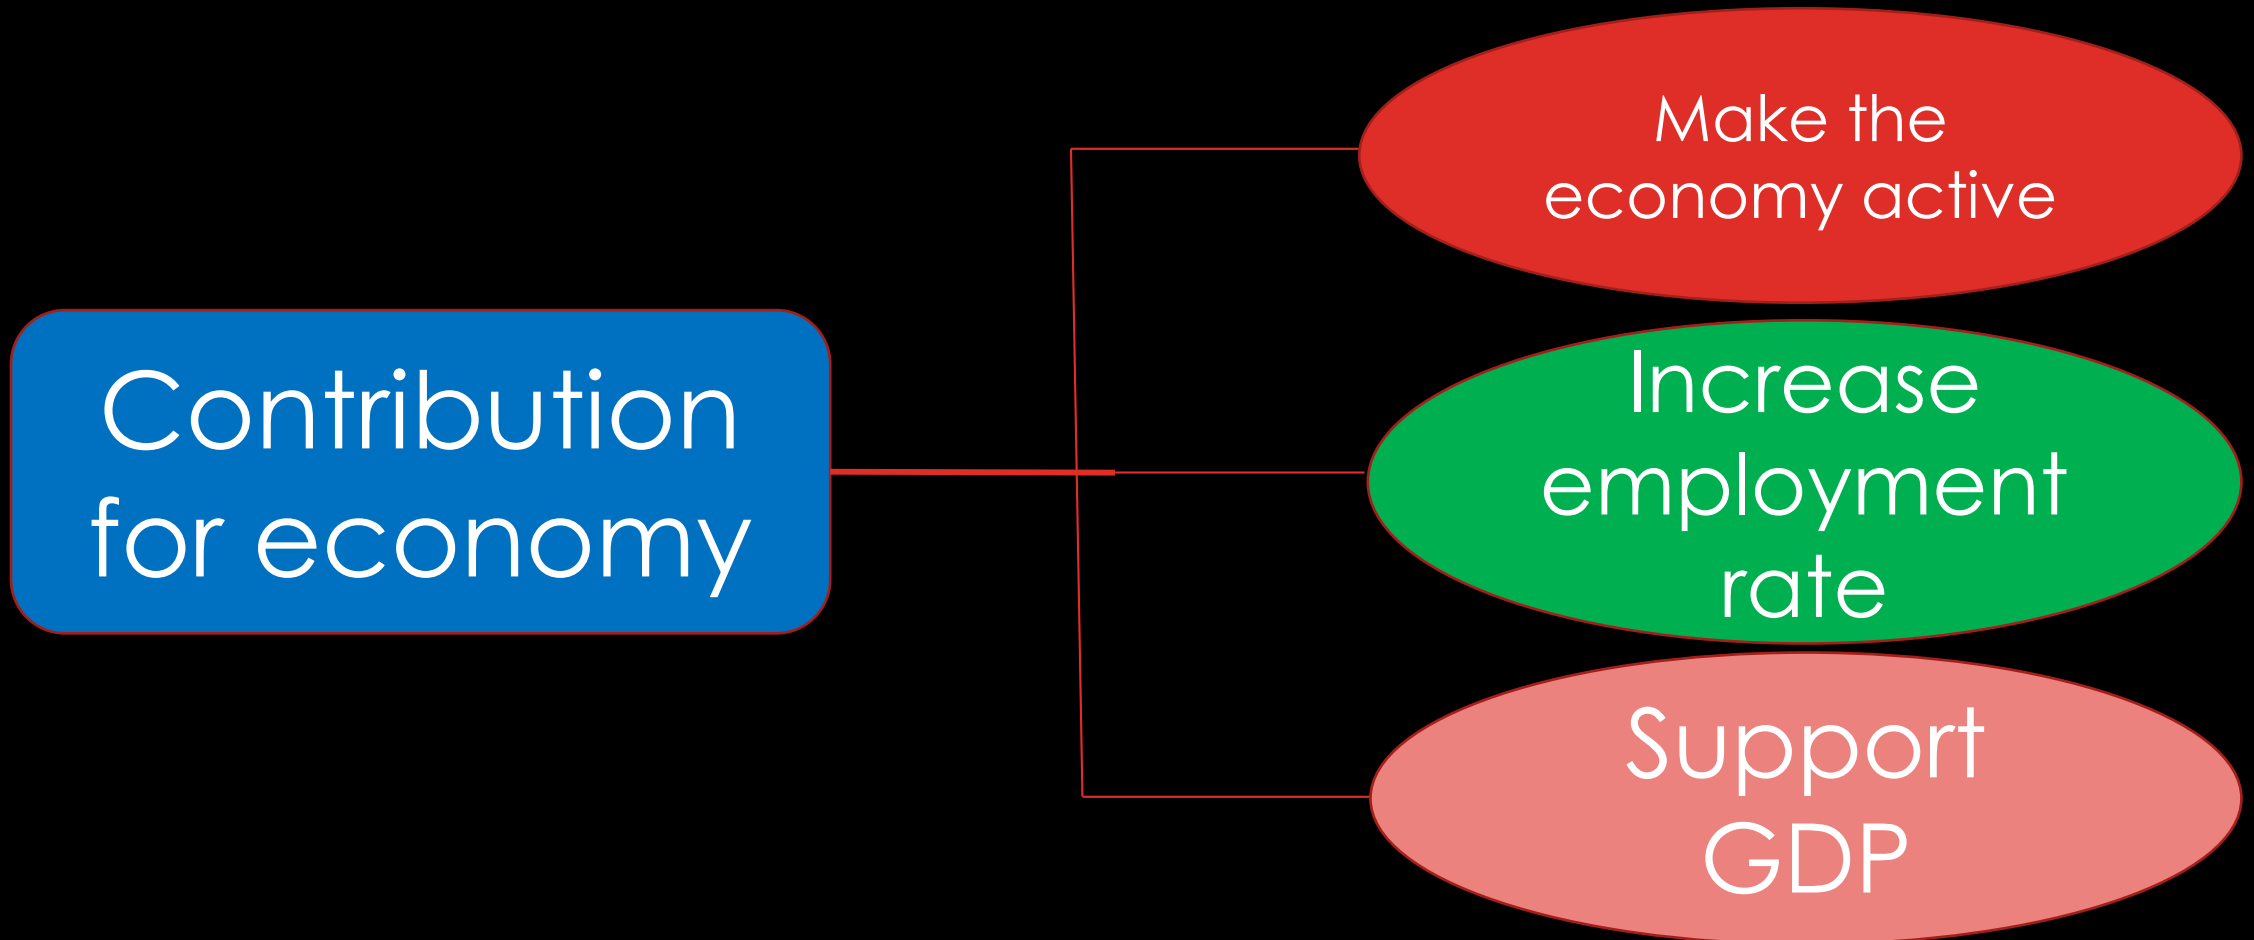 Make the
economy active
Contribution
for economy
Increase
employment
rate
Support
GDP